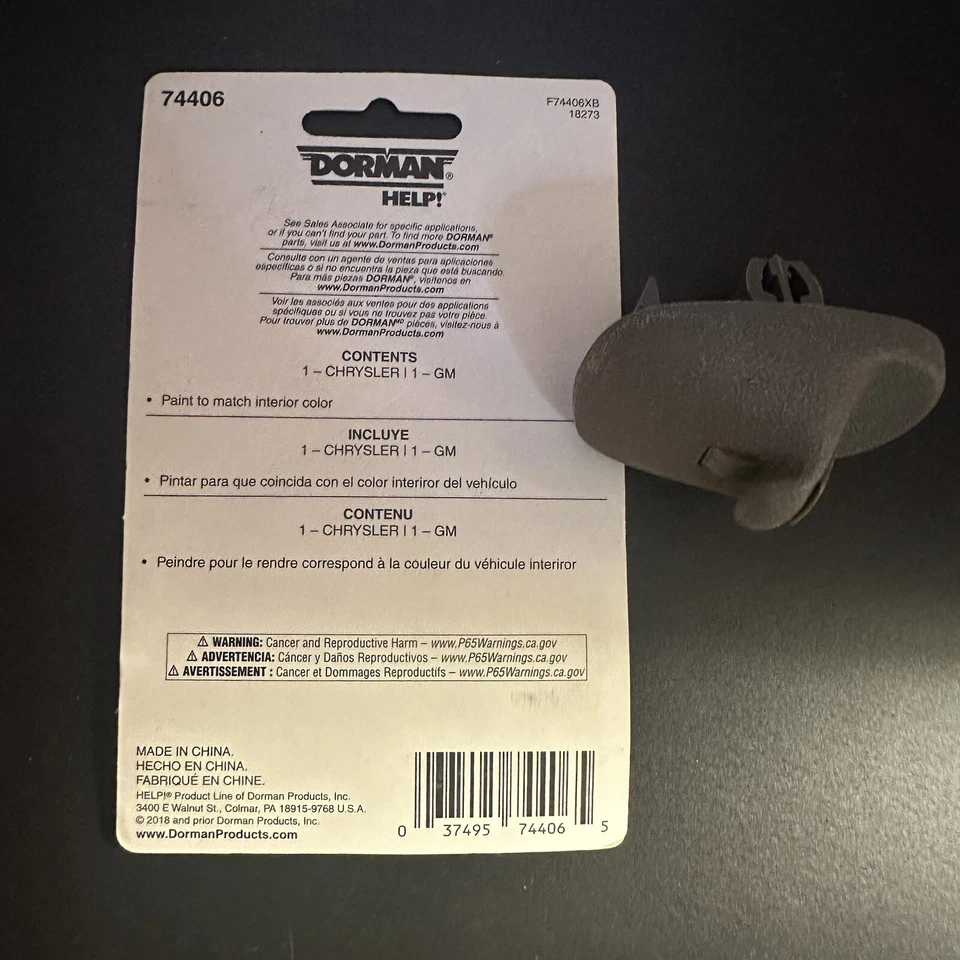 74406
F74406XB
18273
DORMAN®
HELP!®
See Sales Associate for specific applications,
or if you can't find your part. To find more DORMAN®
parts, visit us at www.DormanProducts.com
Consulte con un agente de ventas para aplicaciones
específicas o si no encuentra la pieza que está buscando.
Para más piezas DORMAN®, visítenos en
www.DormanProducts.com
Voir les associés aux ventes pour des applications
spécifiques ou si vous ne trouvez pas votre pièce.
Pour trouver plus de DORMANMD pièces, visitez-nous à
www.DormanProducts.com
CONTENTS
1 – CHRYSLER | 1 – GM
• Paint to match interior color
INCLUYE
1 – CHRYSLER | 1 – GM
• Pintar para que coincida con el color interiror del vehículo
CONTENU
1 – CHRYSLER | 1 – GM
• Peindre pour le rendre correspond à la couleur du véhicule interiror
⚠ WARNING: Cancer and Reproductive Harm – www.P65Warnings.ca.gov
⚠ ADVERTENCIA: Cáncer y Daños Reproductivos – www.P65Warnings.ca.gov
⚠ AVERTISSEMENT : Cancer et Dommages Reproductifs – www.P65Warnings.ca.gov
MADE IN CHINA.
HECHO EN CHINA.
FABRIQUÉ EN CHINE.
HELP!® Product Line of Dorman Products, Inc.
3400 E Walnut St., Colmar, PA 18915-9768 U.S.A.
© 2018 and prior Dorman Products, Inc.
www.DormanProducts.com
0 37495 74406 5